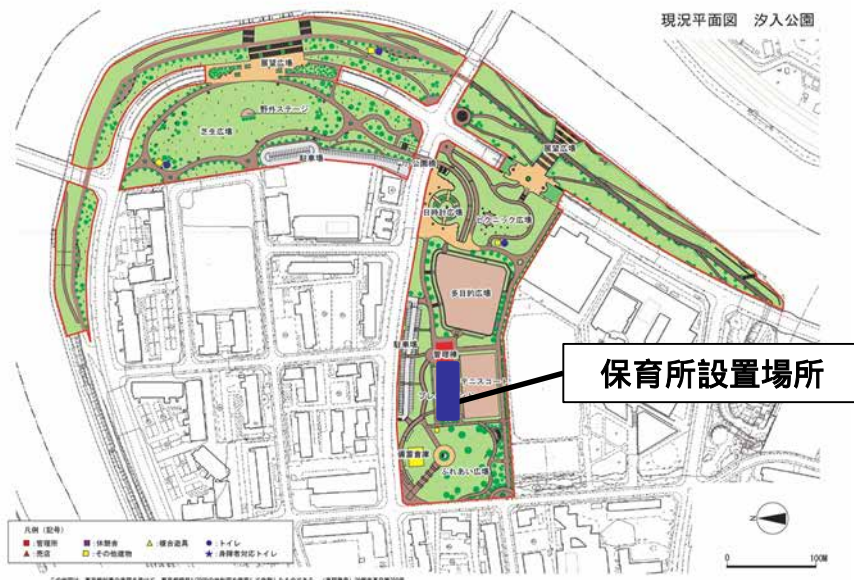 現況平面図 汐入公園
展望広場
野外ステージ
芝生広場
駐車場
公園橋
展望広場
日時計広場
ピクニック広場
多目的広場
駐車場
管理棟
テニスコート
プレー
保育所設置場所
備蓄倉庫
ふれあい広場
凡例（記号）
：管理所 ：休憩舎 ：複合遊具 ：トイレ
：売店 ：その他建物 ：身障者対応トイレ
N
0 100M